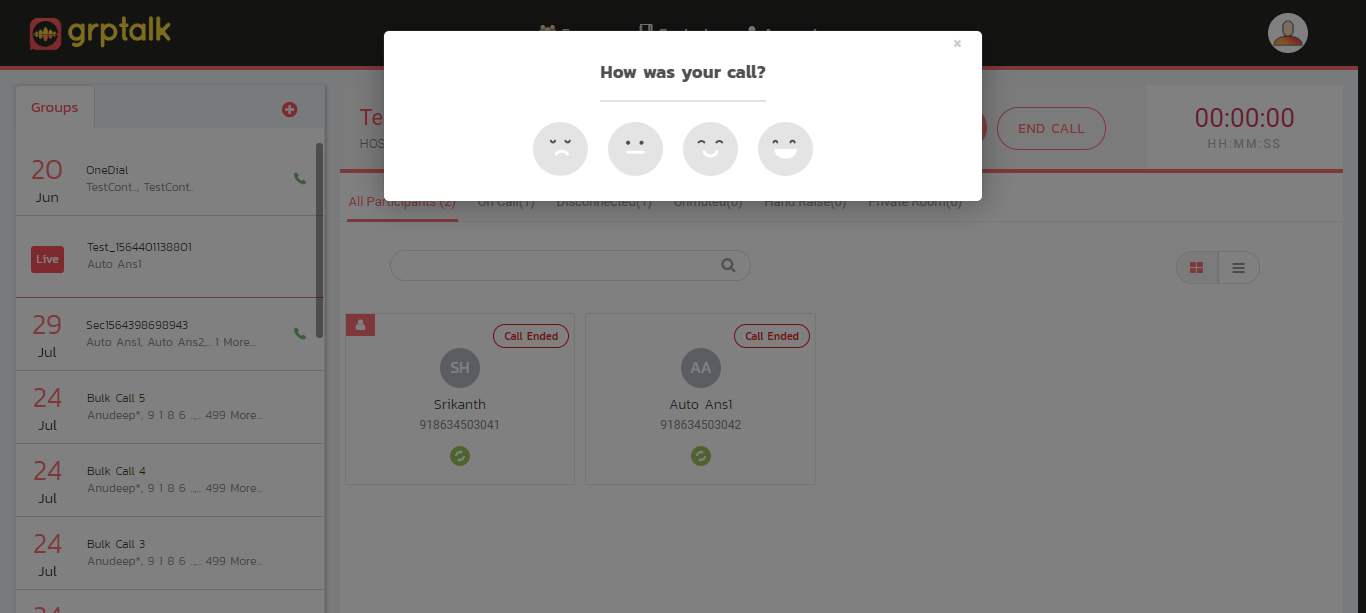 grptalk
×
How was your call?
Groups
END CALL
00:00:00
HH:MM:SS
20
Jun
OneDial
TestCont.., TestCont..
All Participants (2)
On Call(1)
Disconnected(1)
Unmuted(0)
Hand Raise(0)
Private Room(0)
Live
Test_1564401138801
Auto Ans1
29
Jul
Sec1564398698943
Auto Ans1, Auto Ans2,.. 1 More...
24
Jul
Bulk Call 5
Anudeep*, 9 1 8 6 ..,.. 499 More...
24
Jul
Bulk Call 4
Anudeep*, 9 1 8 6 ..,.. 499 More...
24
Jul
Bulk Call 3
Anudeep*, 9 1 8 6 ..,.. 499 More...
Call Ended
SH
Srikanth
918634503041
Call Ended
AA
Auto Ans1
918634503042